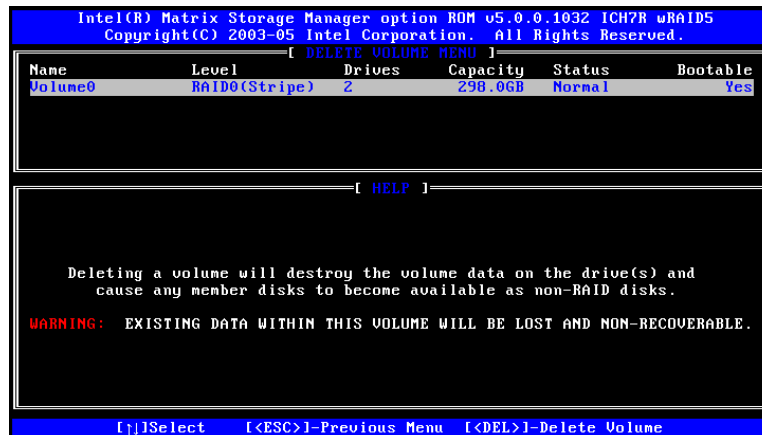 Intel(R) Matrix Storage Manager option ROM v5.0.0.1032 ICH7R wRAID5
Copyright(C) 2003-05 Intel Corporation. All Rights Reserved.
[ DELETE VOLUME MENU ]
Name Level Drives Capacity Status Bootable
Volume0 RAID0(Stripe) 2 298.0GB Normal Yes
[ HELP ]
Deleting a volume will destroy the volume data on the drive(s) and
cause any member disks to become available as non-RAID disks.
WARNING: EXISTING DATA WITHIN THIS VOLUME WILL BE LOST AND NON-RECOVERABLE.
[↑↓]Select [<ESC>]-Previous Menu [<DEL>]-Delete Volume